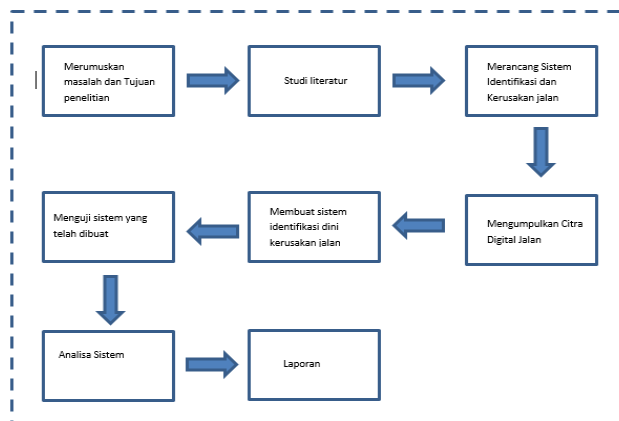 Merumuskan
masalah dan Tujuan
penelitian
Studi literatur
Merancang Sistem
Identifikasi dan
Kerusakan jalan
Mengumpulkan Citra
Digital Jalan
Membuat sistem
identifikasi dini
kerusakan jalan
Menguji sistem yang
telah dibuat
Analisa Sistem
Laporan